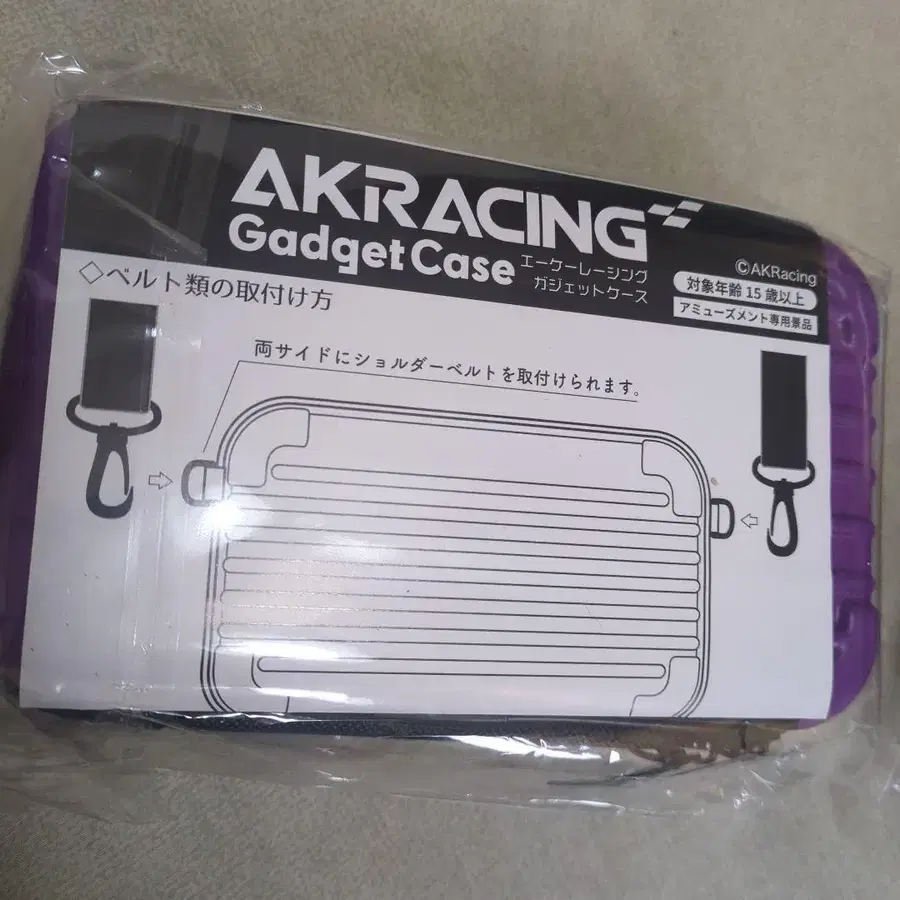 AKRACING
Gadget Case
エーケーレーシング
ガジェットケース
©AKRacing
対象年齢 15 歳以上
アミューズメント専用景品
◇ベルト類の取付け方
両サイドにショルダーベルトを取付けられます。